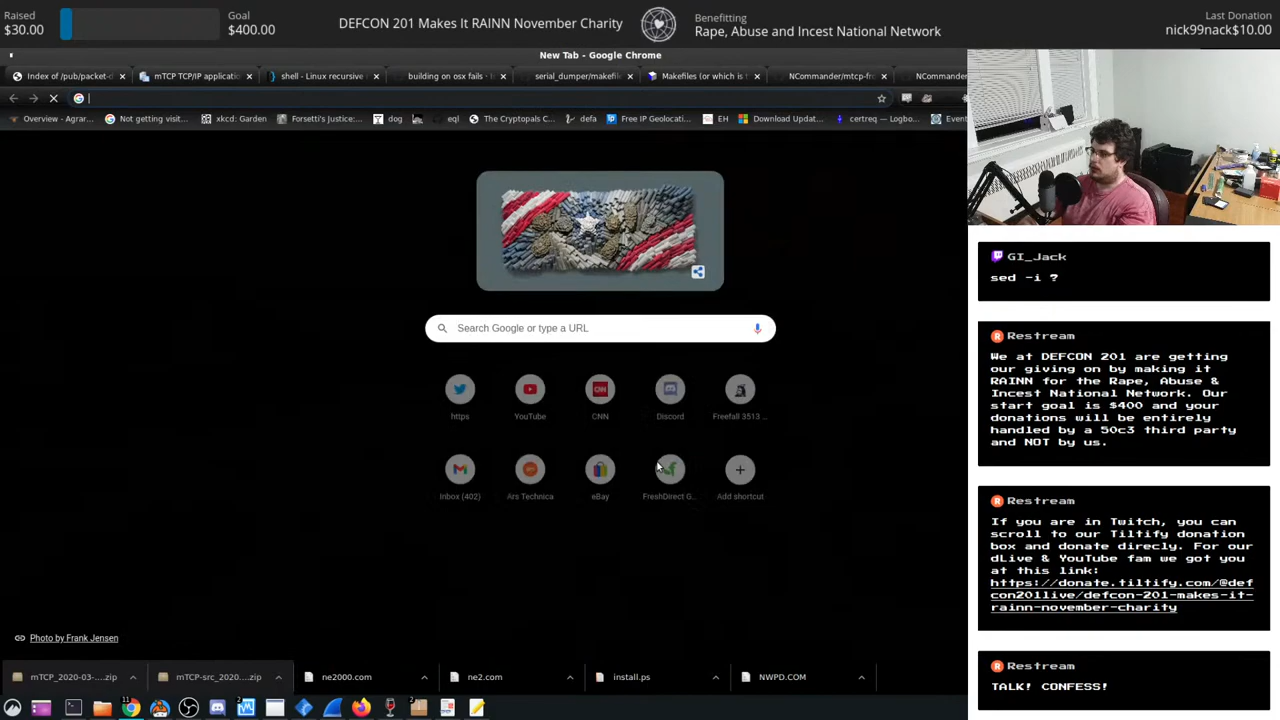 Raised
$30.00
Goal
$400.00
DEFCON 201 Makes It RAINN November Charity
Benefitting
Rape, Abuse and Incest National Network
Last Donation
nick99nack$10.00
New Tab - Google Chrome
Index of /pub/packet-d
mTCP TCP/IP applicatio
shell - Linux recursive
building on osx fails ·
serial_dumper/makefile
Makefiles (or which is t
NCommander/mtcp-fr
NCommander
Overview - Agrar...
Not getting visit...
xkcd: Garden
Forsetti's Justice:...
dog
eql
The Cryptopals C...
defa
Free IP Geolocati...
EH
Download Updat...
certreq — Logbo...
Event
Search Google or type a URL
https
YouTube
CNN
Discord
Freefall 3513 ...
Inbox (402)
Ars Technica
eBay
FreshDirect G...
Add shortcut
Photo by Frank Jensen
mTCP_2020-03-....zip
mTCP-src_2020....zip
ne2000.com
ne2.com
install.ps
NWPD.COM
GI_Jack
sed -i ?
Restream
We at DEFCON 201 are getting
our giving on by making it
RAINN for the Rape, Abuse &
Incest National Network. Our
start goal is $400 and your
donations will be entirely
handled by a 50c3 third party
and NOT by us.
Restream
If you are in Twitch, you can
scroll to our Tiltify donation
box and donate direcly. For our
dLive & YouTube fam we got you
at this link:
https://donate.tiltify.com/@def
con201live/defcon-201-makes-it-
rainn-november-charity
Restream
TALK! CONFESS!